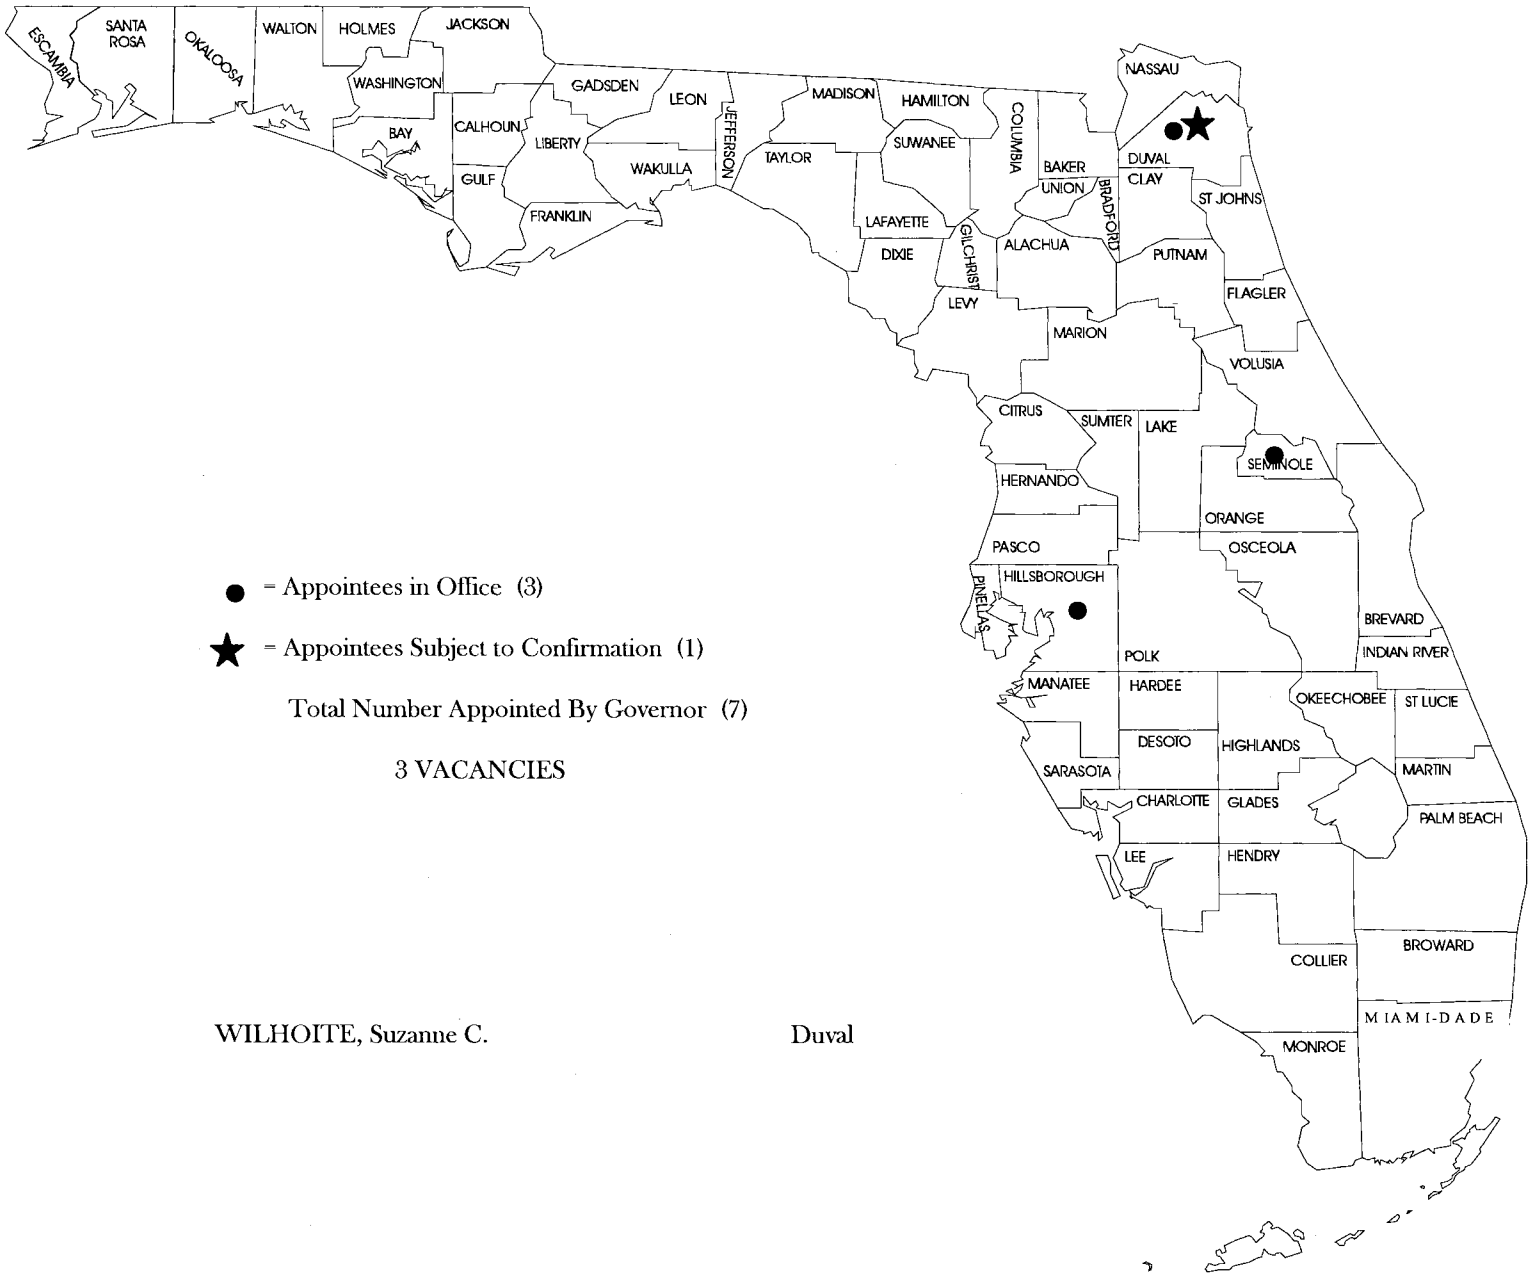 ESCAMBIA
SANTA
ROSA
OKALOOSA
WALTON
HOLMES
JACKSON
WASHINGTON
BAY
CALHOUN
GULF
GADSDEN
LIBERTY
FRANKLIN
LEON
WAKULLA
JEFFERSON
MADISON
TAYLOR
HAMILTON
SUWANEE
LAFAYETTE
DIXIE
COLUMBIA
GILCHRIST
BAKER
UNION
BRADFORD
NASSAU
DUVAL
CLAY
ST JOHNS
ALACHUA
PUTNAM
FLAGLER
LEVY
MARION
VOLUSIA
CITRUS
SUMTER
LAKE
SEMINOLE
HERNANDO
ORANGE
PASCO
OSCEOLA
PINELLAS
HILLSBOROUGH
POLK
BREVARD
INDIAN RIVER
MANATEE
HARDEE
OKEECHOBEE
ST LUCIE
DESOTO
HIGHLANDS
SARASOTA
MARTIN
CHARLOTTE
GLADES
PALM BEACH
LEE
HENDRY
BROWARD
COLLIER
MIAMI-DADE
MONROE
= Appointees in Office (3)
= Appointees Subject to Confirmation (1)
Total Number Appointed By Governor (7)
3 VACANCIES
WILHOITE, Suzanne C. Duval